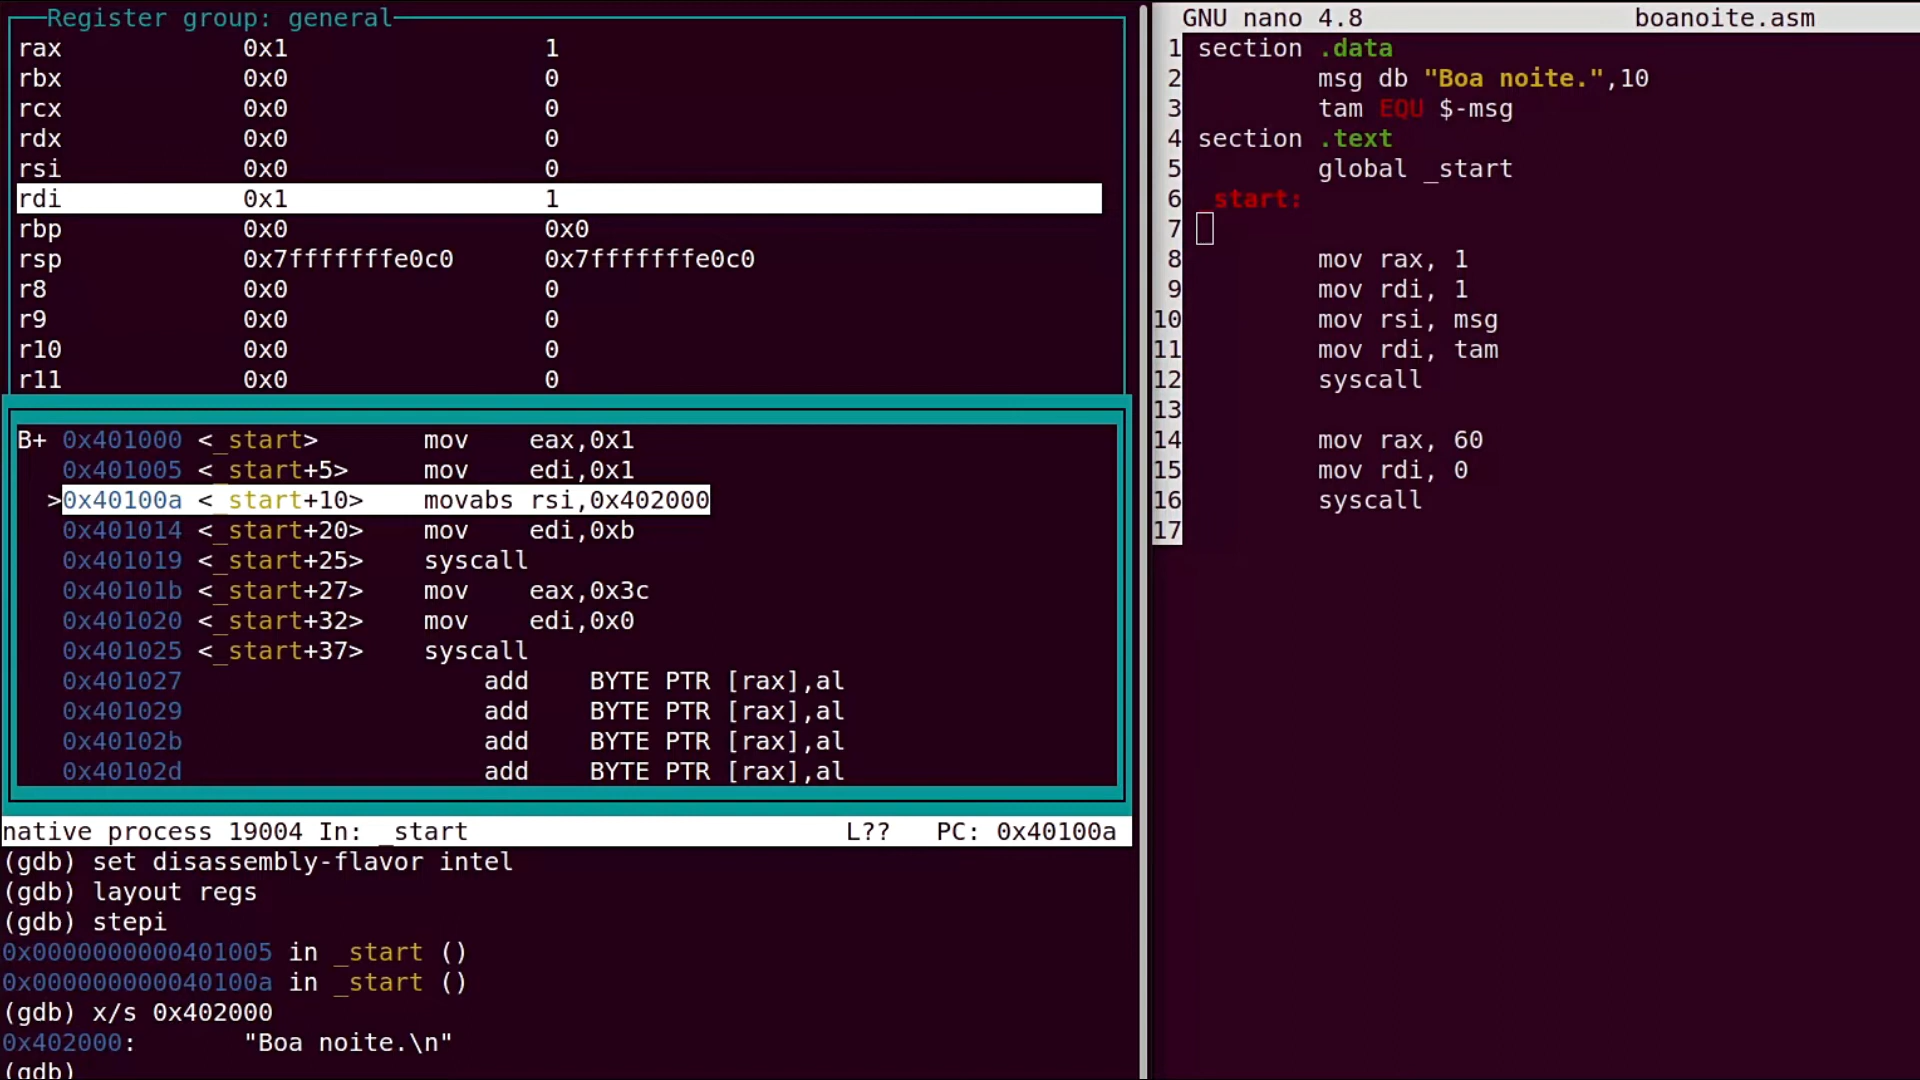 Register group: general
rax 0x1 1
rbx 0x0 0
rcx 0x0 0
rdx 0x0 0
rsi 0x0 0
rdi 0x1 1
rbp 0x0 0x0
rsp 0x7fffffffe0c0 0x7fffffffe0c0
r8 0x0 0
r9 0x0 0
r10 0x0 0
r11 0x0 0
B+ 0x401000 <_start> mov eax,0x1
0x401005 <_start+5> mov edi,0x1
>0x40100a <_start+10> movabs rsi,0x402000
0x401014 <_start+20> mov edi,0xb
0x401019 <_start+25> syscall
0x40101b <_start+27> mov eax,0x3c
0x401020 <_start+32> mov edi,0x0
0x401025 <_start+37> syscall
0x401027 add BYTE PTR [rax],al
0x401029 add BYTE PTR [rax],al
0x40102b add BYTE PTR [rax],al
0x40102d add BYTE PTR [rax],al
native process 19004 In: _start L?? PC: 0x40100a
(gdb) set disassembly-flavor intel
(gdb) layout regs
(gdb) stepi
0x0000000000401005 in _start ()
0x000000000040100a in _start ()
(gdb) x/s 0x402000
0x402000: "Boa noite.\n"
(gdb)
GNU nano 4.8 boanoite.asm
1 section .data
2 msg db "Boa noite.",10
3 tam EQU $-msg
4 section .text
5 global _start
6 _start:
7
8 mov rax, 1
9 mov rdi, 1
10 mov rsi, msg
11 mov rdi, tam
12 syscall
13
14 mov rax, 60
15 mov rdi, 0
16 syscall
17